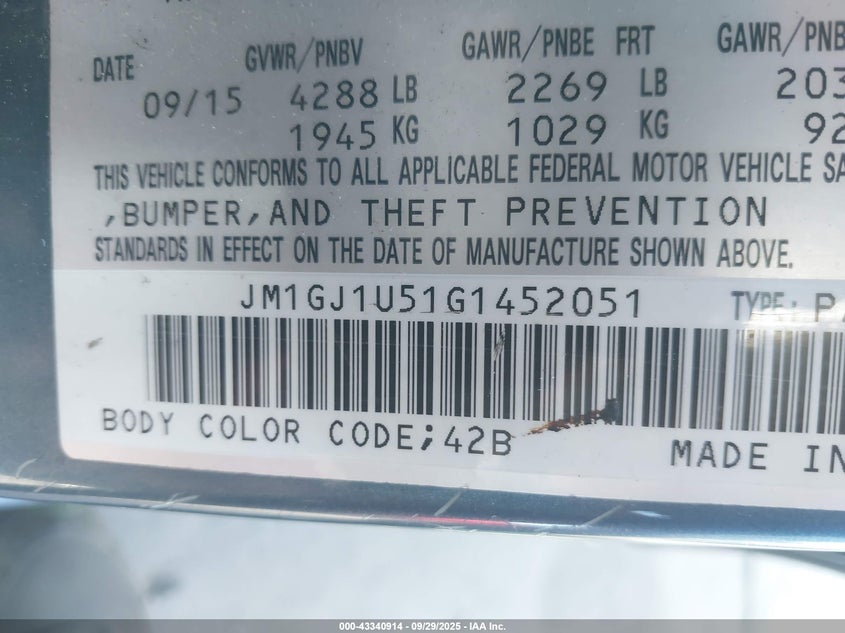 DATE GVWR/PNBV GAWR/PNBE FRT GAWR/PNB
09/15 4288 LB 2269 LB 203
1945 KG 1029 KG 92
THIS VEHICLE CONFORMS TO ALL APPLICABLE FEDERAL MOTOR VEHICLE SA
,BUMPER,AND THEFT PREVENTION
STANDARDS IN EFFECT ON THE DATE OF MANUFACTURE SHOWN ABOVE.
JM1GJ1U51G1452051 TYPE: PA
BODY COLOR CODE;42B
MADE IN
000-43340914 - 09/29/2025 - IAA Inc.